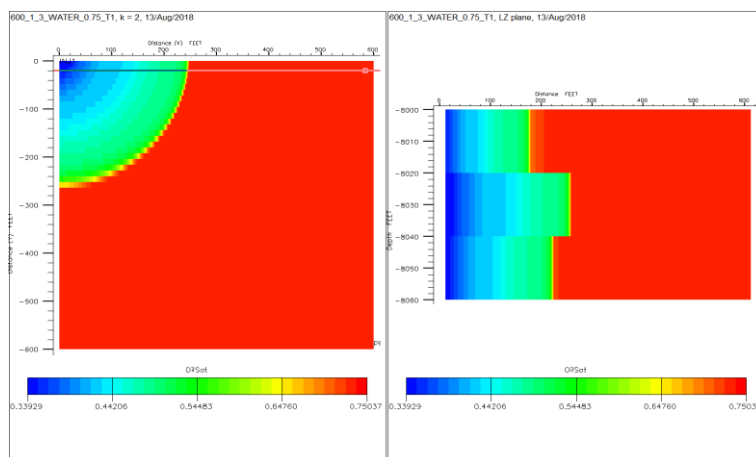 600_1_3_WATER_0.75_T1, k = 2, 13/Aug/2018
Distance (X) FEET
0 100 200 300 400 500 600
0
-100
-200
-300
-400
-500
-600
Distance (Y) FEET
ORSat
0.33929 0.44206 0.54483 0.64760 0.75037
600_1_3_WATER_0.75_T1, LZ plane, 13/Aug/2018
Distance FEET
0 100 200 300 400 500 600
-8000
-8010
-8020
-8030
-8040
-8050
-8060
Depth FEET
ORSat
0.33929 0.44206 0.54483 0.64760 0.7503